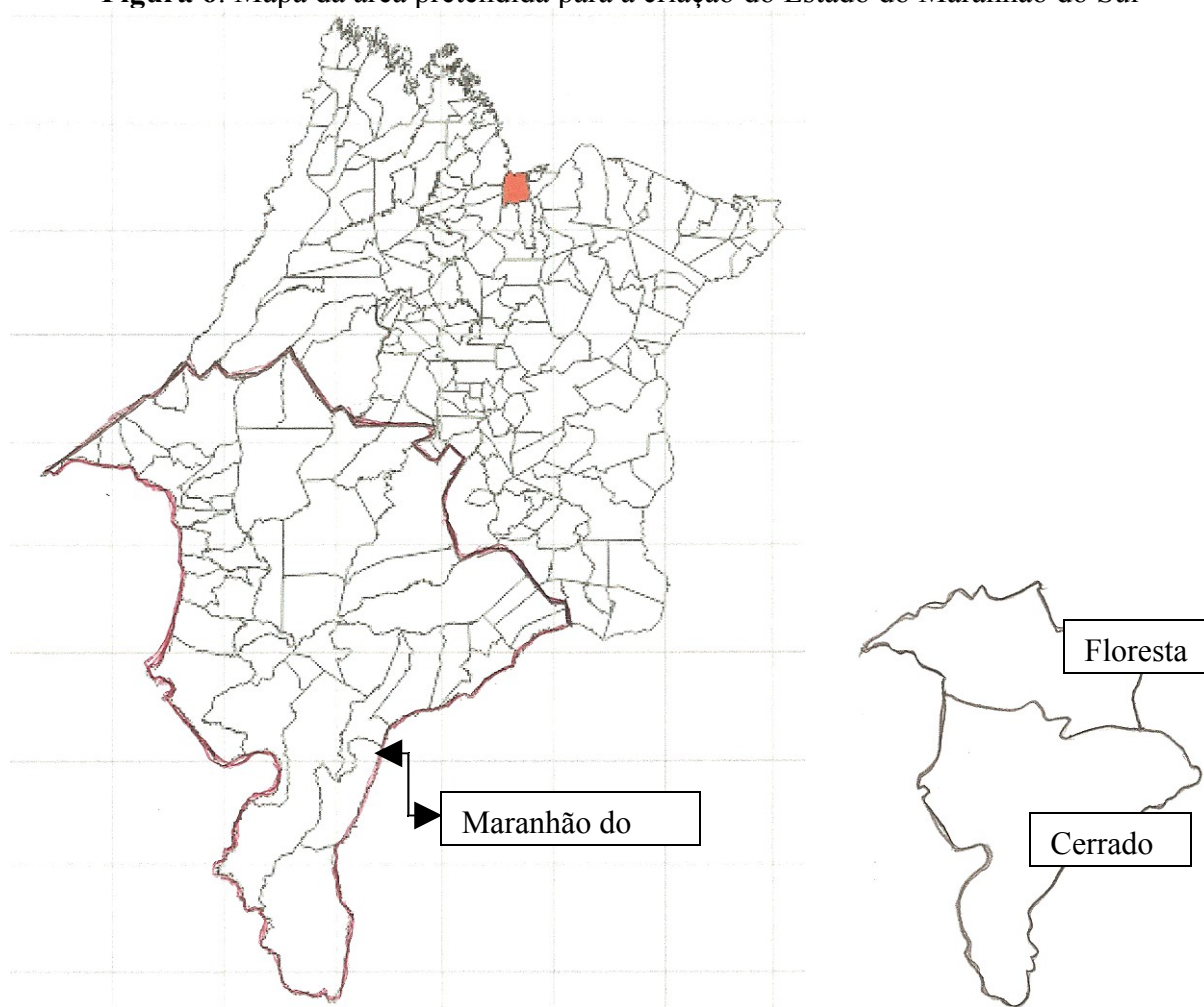 Figura 6: Mapa da área pretendida para a criação do Estado do Maranhão do Sul
Floresta
Maranhão do
Cerrado